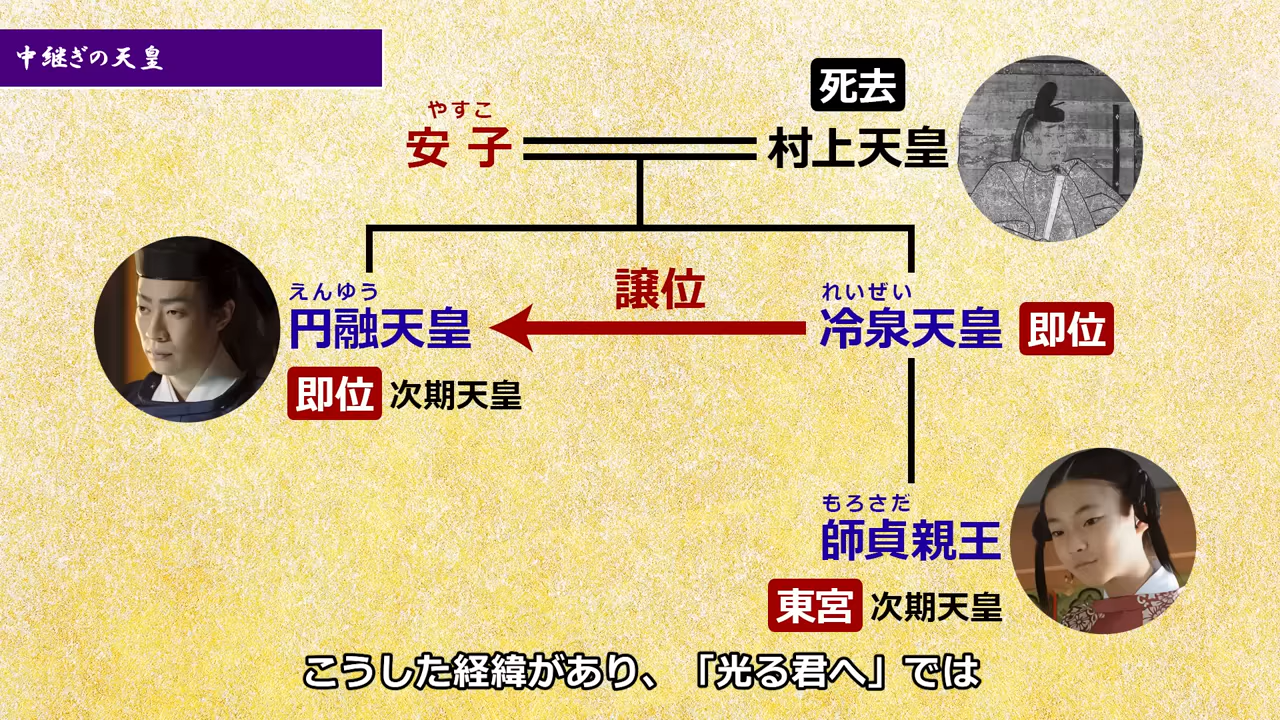 中継ぎの天皇
死去
やすこ
安子
村上天皇
譲位
えんゆう
円融天皇
れいぜい
冷泉天皇
即位
即位 次期天皇
もろさだ
師貞親王
東宮 次期天皇
こうした経緯があり、「光る君へ」では